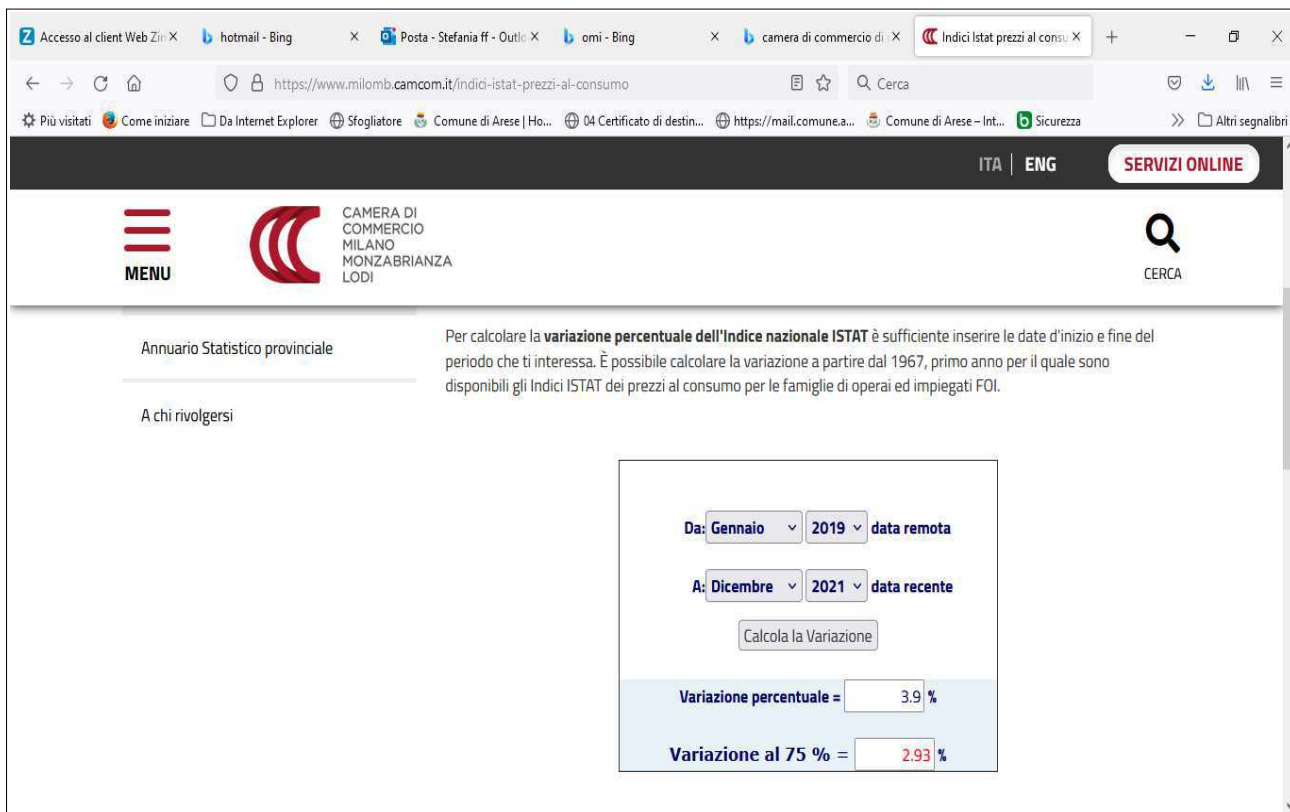 Accesso al client Web Zin
hotmail - Bing
Posta - Stefania ff - Outlo
omi - Bing
camera di commercio di
Indici Istat prezzi al consu
https://www.milomb.camcom.it/indici-istat-prezzi-al-consumo
Cerca
Più visitati
Come iniziare
Da Internet Explorer
Sfogliatore
Comune di Arese | Ho...
04 Certificato di destin...
https://mail.comune.a...
Comune di Arese – Int...
Sicurezza
Altri segnalibri
ITA | ENG
SERVIZI ONLINE
MENU
CAMERA DI
COMMERCIO
MILANO
MONZABRIANZA
LODI
CERCA
Annuario Statistico provinciale
A chi rivolgersi
Per calcolare la variazione percentuale dell'Indice nazionale ISTAT è sufficiente inserire le date d'inizio e fine del
periodo che ti interessa. È possibile calcolare la variazione a partire dal 1967, primo anno per il quale sono
disponibili gli Indici ISTAT dei prezzi al consumo per le famiglie di operai ed impiegati FOI.
Da: Gennaio 2019 data remota
A: Dicembre 2021 data recente
Calcola la Variazione
Variazione percentuale = 3.9 %
Variazione al 75 % = 2.93 %